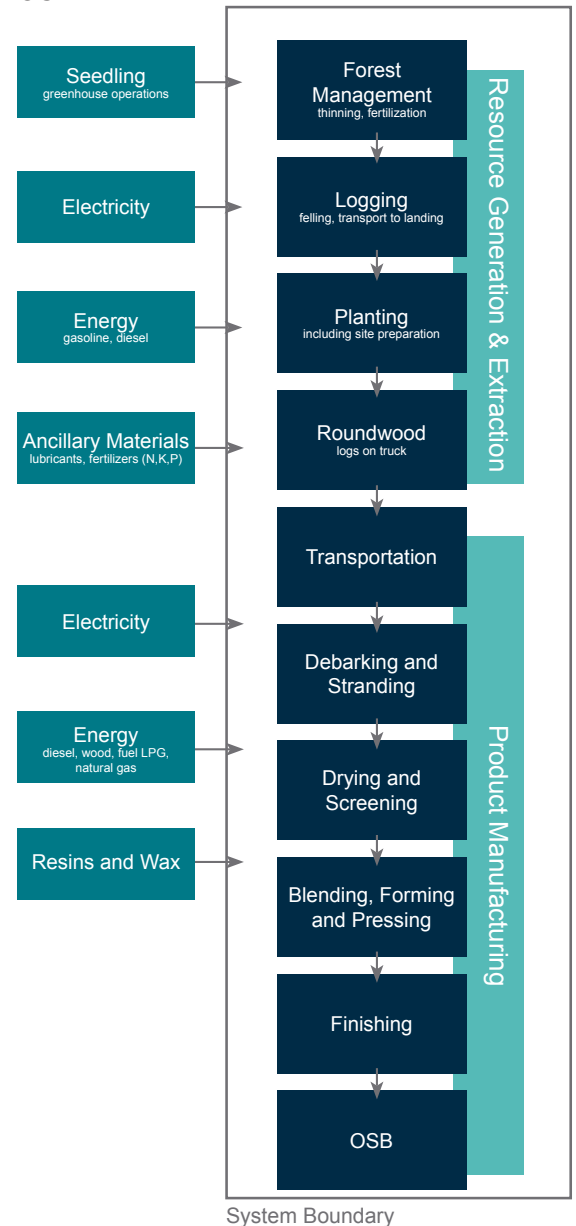 Seedling
greenhouse operations
Electricity
Energy
gasoline, diesel
Ancillary Materials
lubricants, fertilizers (N,K,P)
Electricity
Energy
diesel, wood, fuel LPG,
natural gas
Resins and Wax
Forest
Management
thinning, fertilization
Logging
felling, transport to landing
Planting
including site preparation
Roundwood
logs on truck
Transportation
Debarking and
Stranding
Drying and
Screening
Blending, Forming
and Pressing
Finishing
OSB
Resource Generation & Extraction
Product Manufacturing
System Boundary